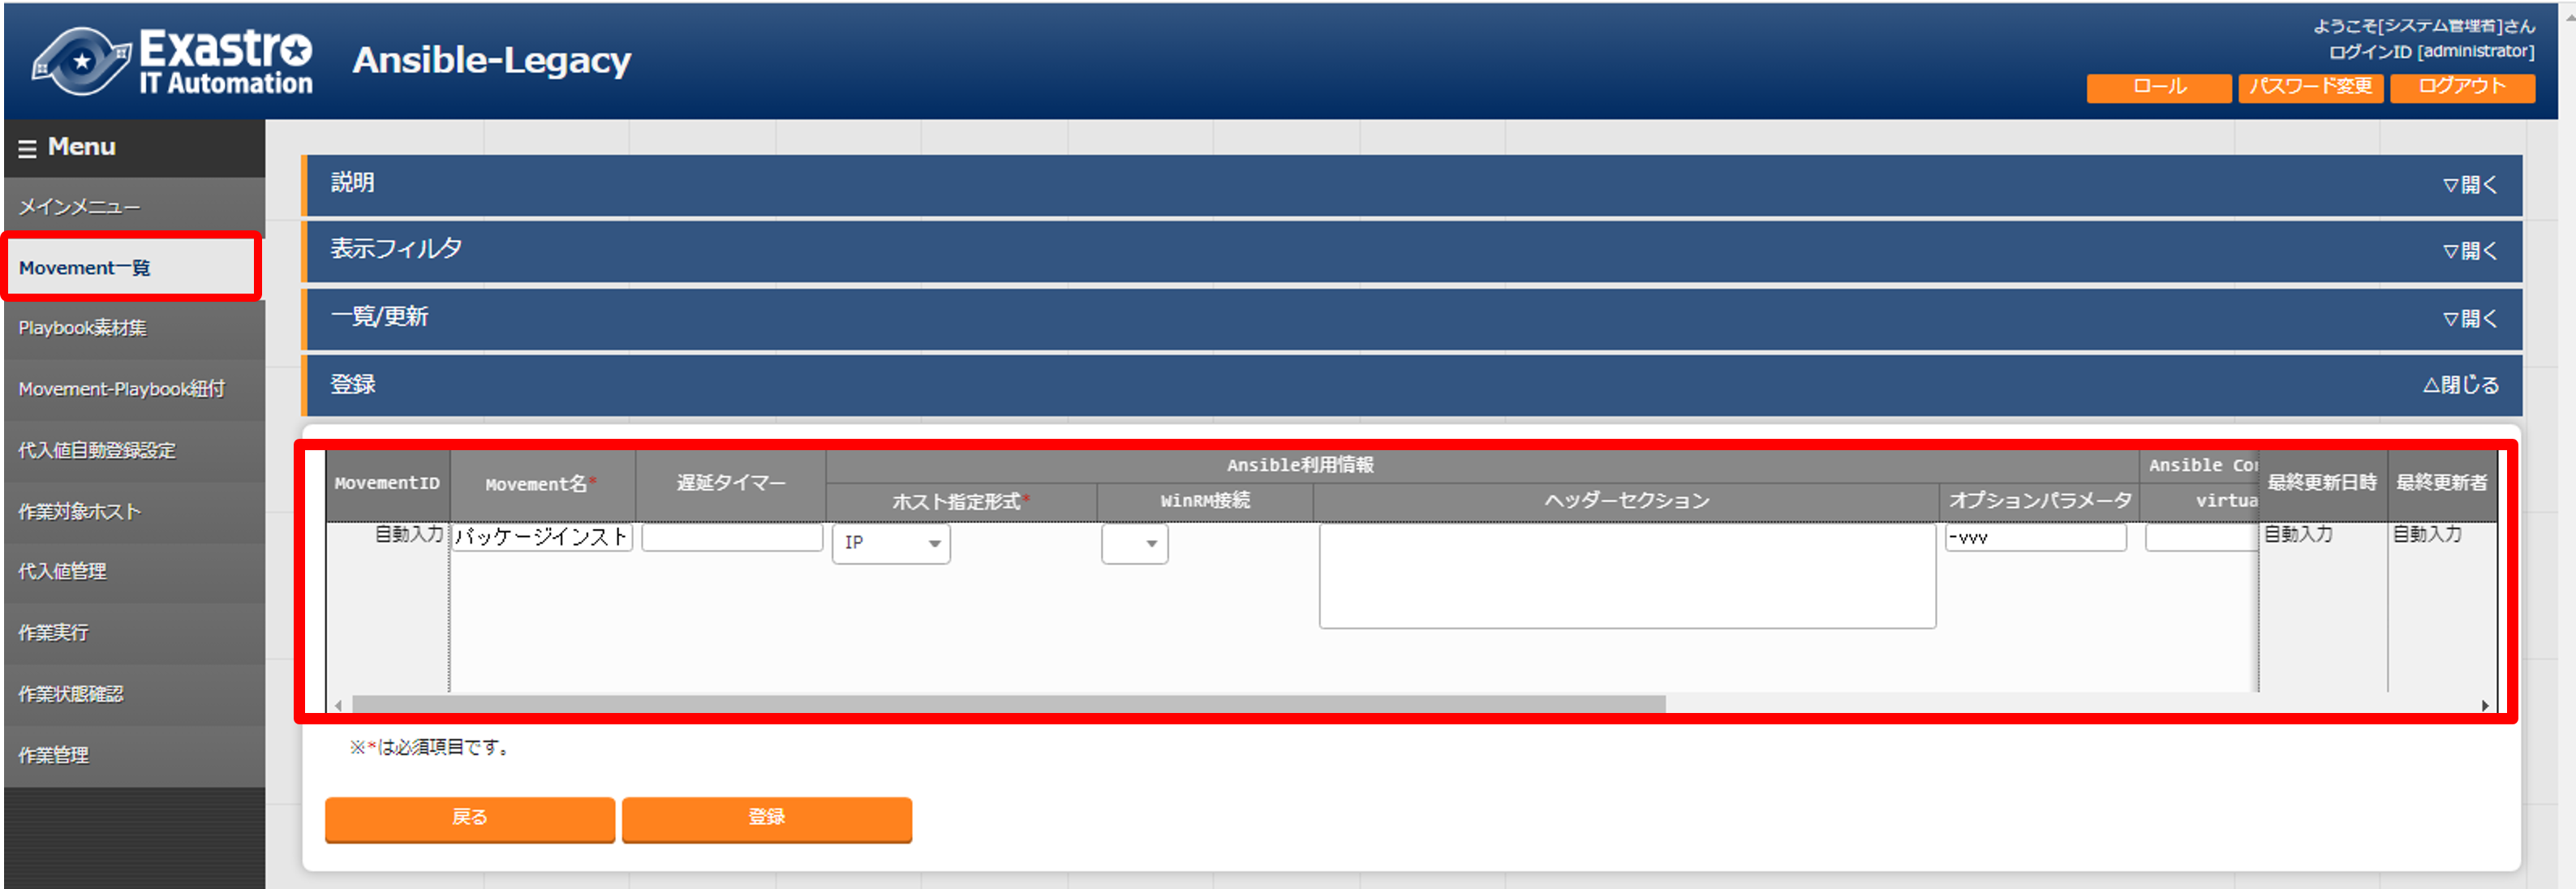 Exastro
IT Automation
Ansible-Legacy
ようこそ[システム管理者]さん
ログインID [administrator]
ロール
パスワード変更
ログアウト
Menu
メインメニュー
Movement一覧
Playbook素材集
Movement-Playbook紐付
代入値自動登録設定
作業対象ホスト
代入値管理
作業実行
作業状態確認
作業管理
説明
▽開く
表示フィルタ
▽開く
一覧/更新
▽開く
登録
△閉じる
MovementID
Movement名*
遅延タイマー
Ansible利用情報
Ansible Cor
最終更新日時
最終更新者
ホスト指定形式*
WinRM接続
ヘッダーセクション
オプションパラメータ
virtua
自動入力
パッケージインスト
IP
-vvv
自動入力
自動入力
※*は必須項目です。
戻る
登録